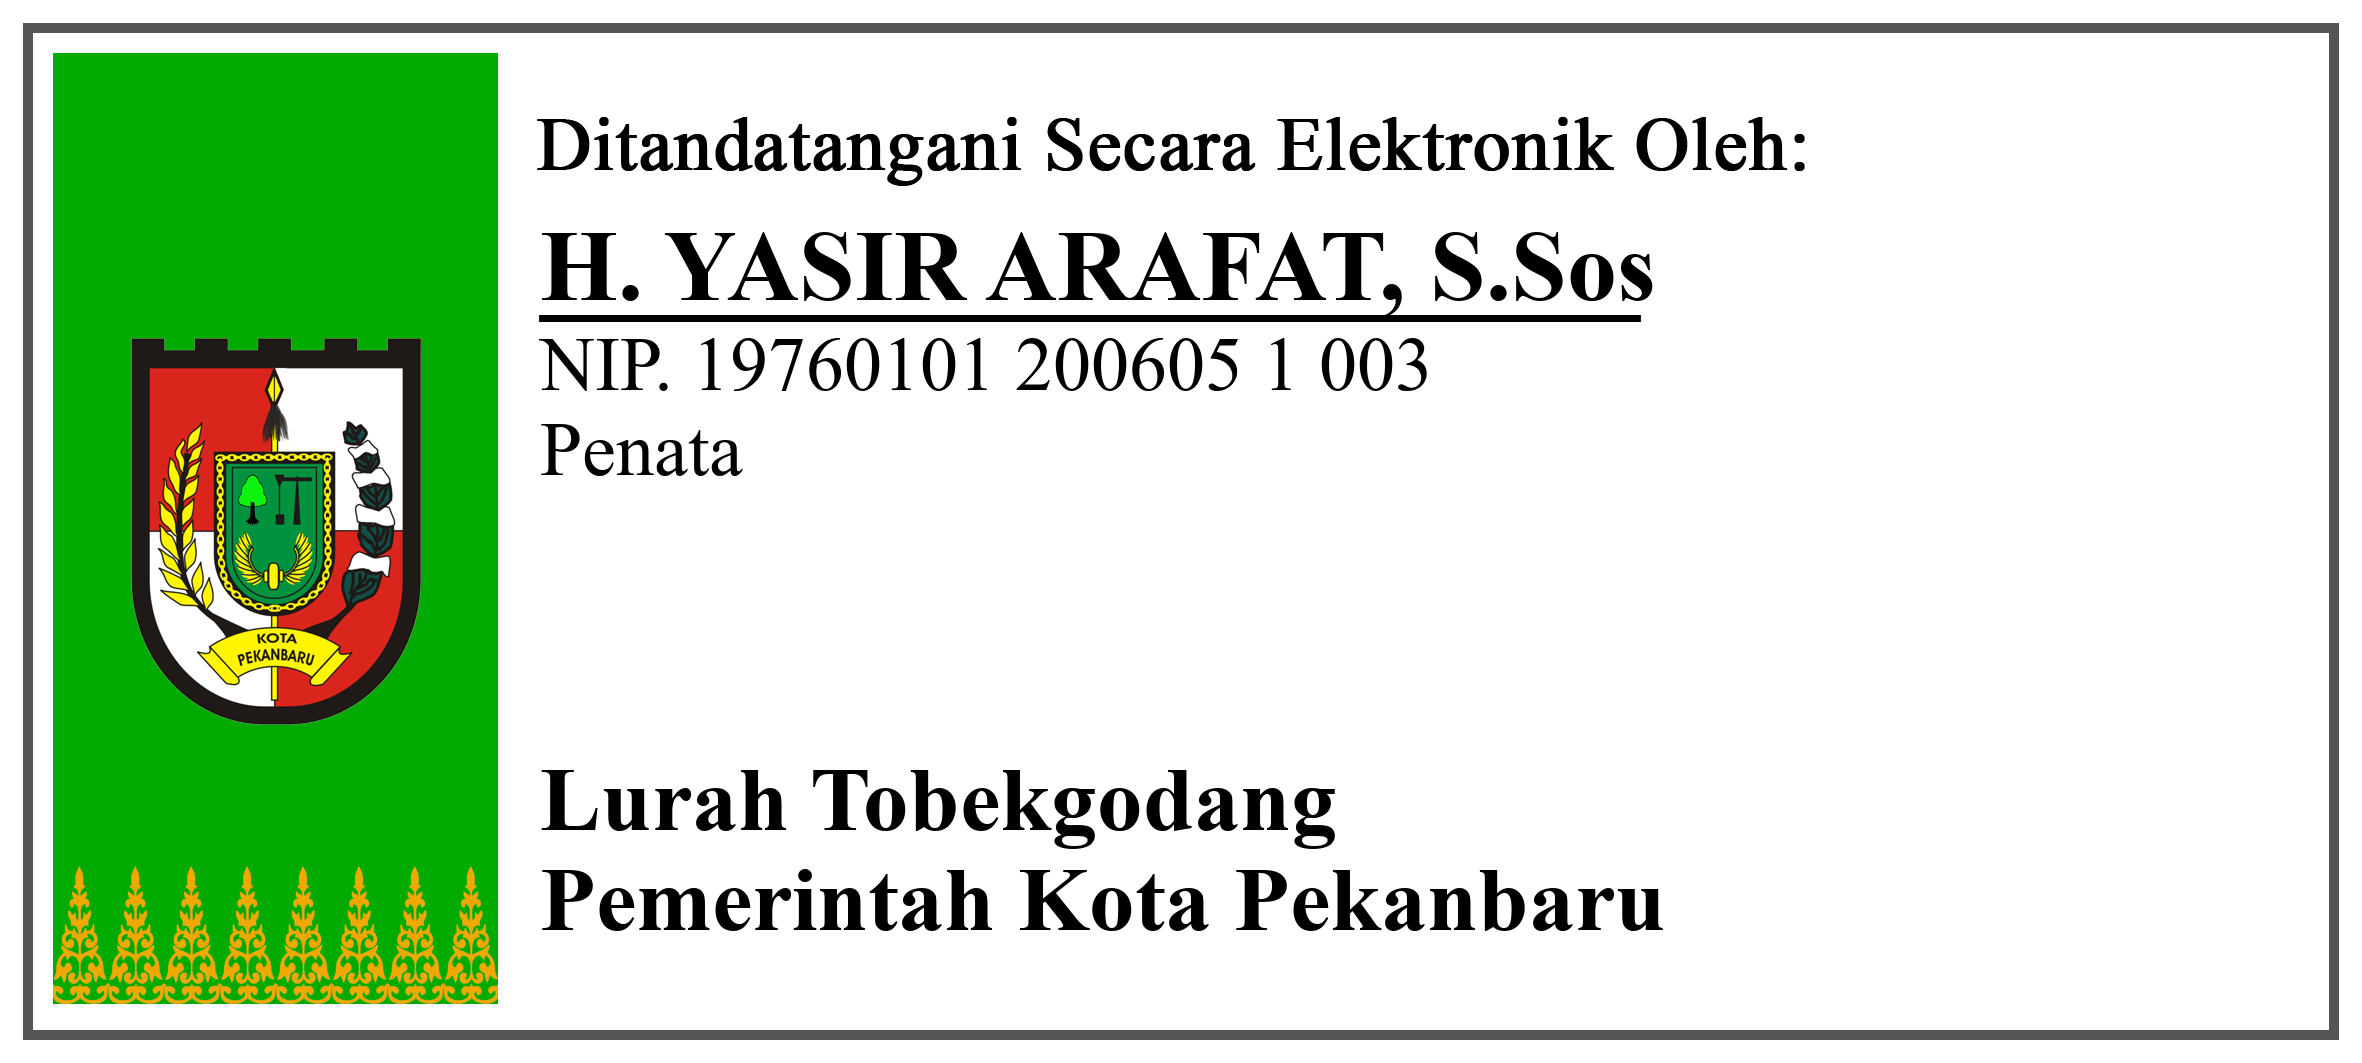 Ditandatangani Secara Elektronik Oleh:
H. YASIR ARAFAT, S.Sos
NIP. 19760101 200605 1 003
Penata
KOTA
PEKANBARU
Lurah Tobekgodang
Pemerintah Kota Pekanbaru